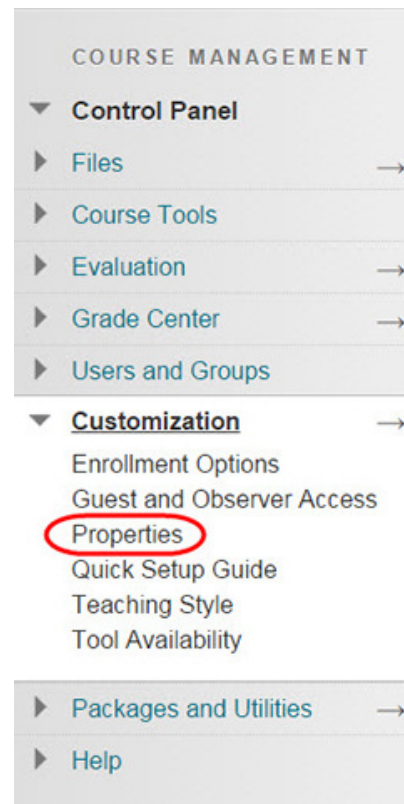 COURSE MANAGEMENT
Control Panel
Files
Course Tools
Evaluation
Grade Center
Users and Groups
Customization
Enrollment Options
Guest and Observer Access
Properties
Quick Setup Guide
Teaching Style
Tool Availability
Packages and Utilities
Help